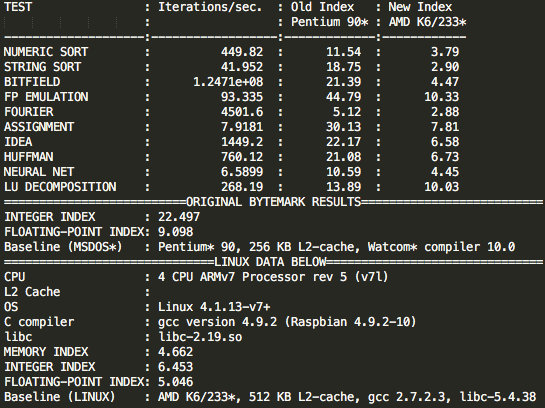 TEST : Iterations/sec. : Old Index : New Index
: : Pentium 90* : AMD K6/233*
--------------------:------------------:-------------:------------
NUMERIC SORT : 449.82 : 11.54 : 3.79
STRING SORT : 41.952 : 18.75 : 2.90
BITFIELD : 1.2471e+08 : 21.39 : 4.47
FP EMULATION : 93.335 : 44.79 : 10.33
FOURIER : 4501.6 : 5.12 : 2.88
ASSIGNMENT : 7.9181 : 30.13 : 7.81
IDEA : 1449.2 : 22.17 : 6.58
HUFFMAN : 760.12 : 21.08 : 6.73
NEURAL NET : 6.5899 : 10.59 : 4.45
LU DECOMPOSITION : 268.19 : 13.89 : 10.03
==========================ORIGINAL BYTEMARK RESULTS==========================
INTEGER INDEX : 22.497
FLOATING-POINT INDEX: 9.098
Baseline (MSDOS*) : Pentium* 90, 256 KB L2-cache, Watcom* compiler 10.0
==============================LINUX DATA BELOW===============================
CPU : 4 CPU ARMv7 Processor rev 5 (v7l)
L2 Cache :
OS : Linux 4.1.13-v7+
C compiler : gcc version 4.9.2 (Raspbian 4.9.2-10)
libc : libc-2.19.so
MEMORY INDEX : 4.662
INTEGER INDEX : 6.453
FLOATING-POINT INDEX: 5.046
Baseline (LINUX) : AMD K6/233*, 512 KB L2-cache, gcc 2.7.2.3, libc-5.4.38